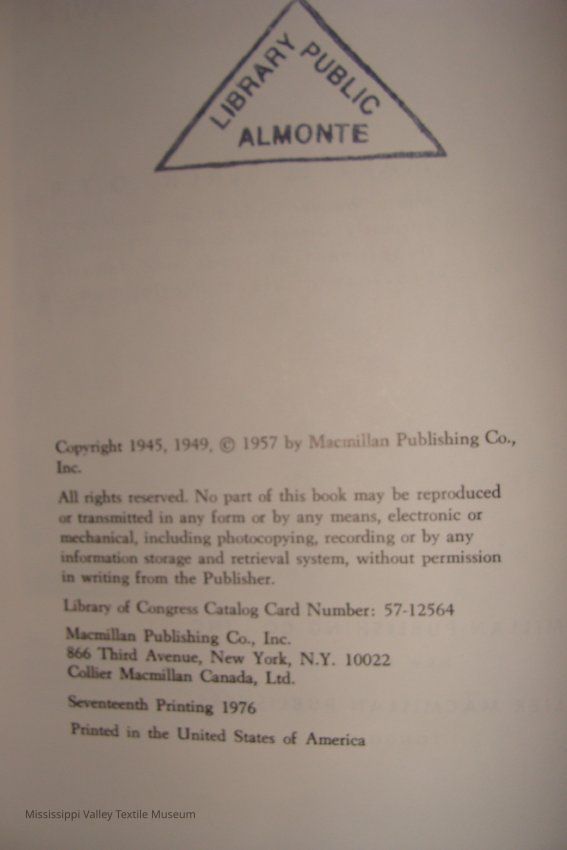 LIBRARY PUBLIC
ALMONTE
Copyright 1945, 1949, © 1957 by Macmillan Publishing Co.,
Inc.
All rights reserved. No part of this book may be reproduced
or transmitted in any form or by any means, electronic or
mechanical, including photocopying, recording or by any
information storage and retrieval system, without permission
in writing from the Publisher.
Library of Congress Catalog Card Number: 57-12564
Macmillan Publishing Co., Inc.
866 Third Avenue, New York, N.Y. 10022
Collier Macmillan Canada, Ltd.
Seventeenth Printing 1976
Printed in the United States of America
Mississippi Valley Textile Museum